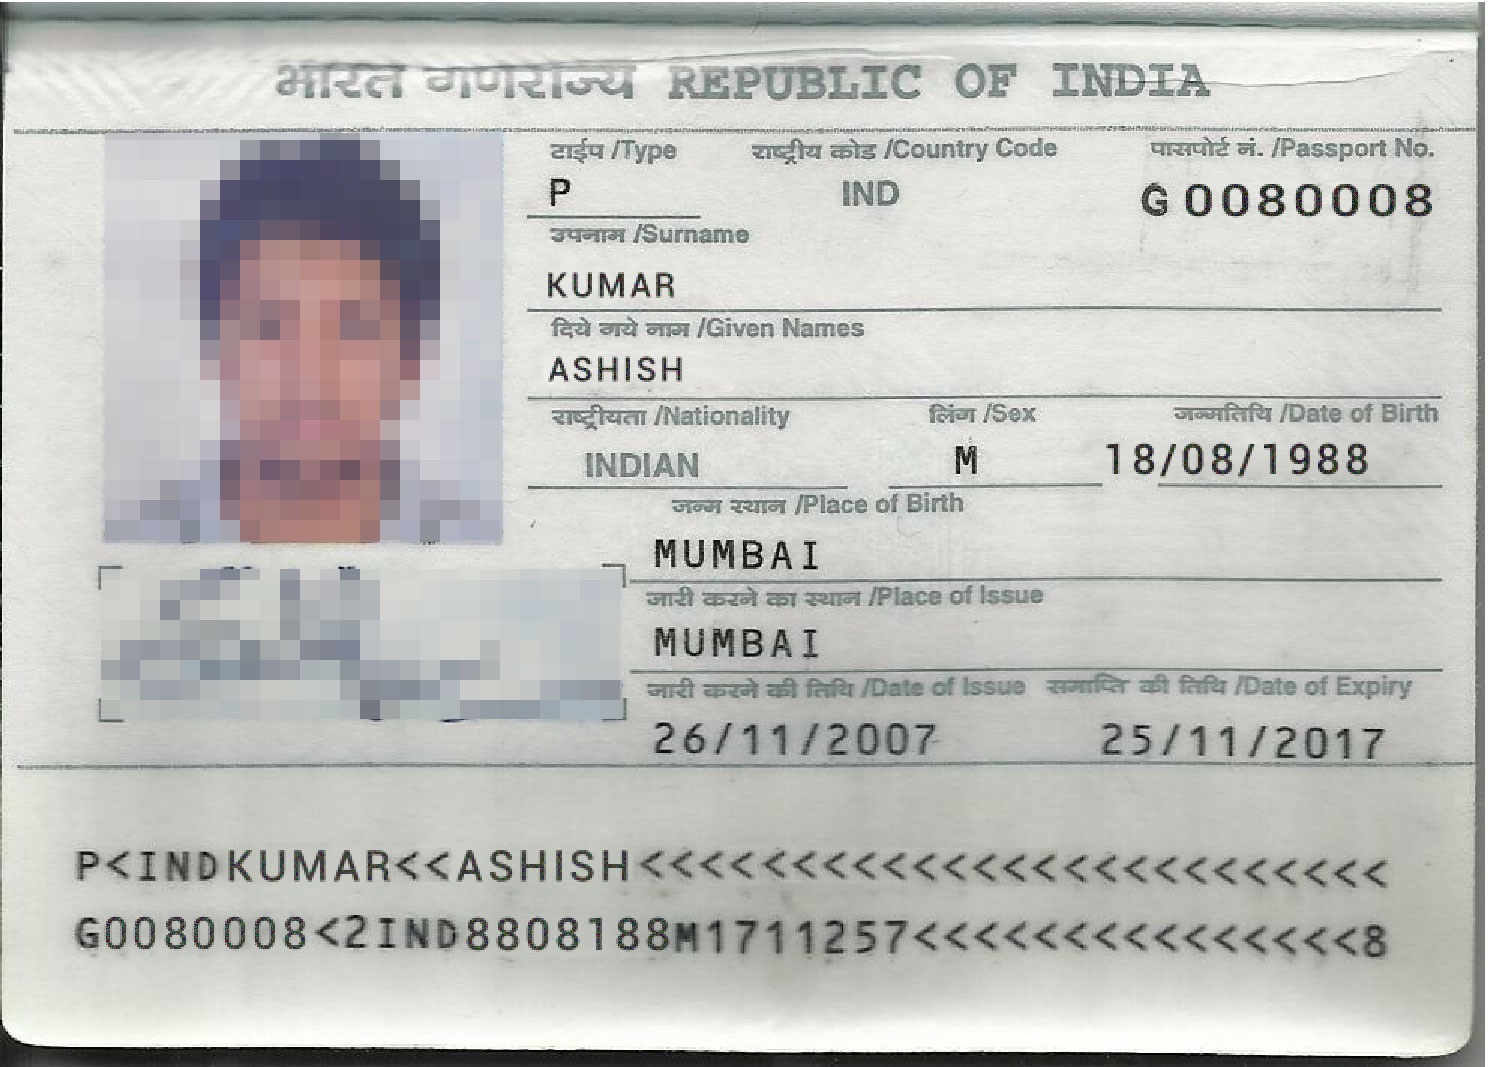 भारत गणराज्य REPUBLIC OF INDIA
टाईप /Type राष्ट्रीय कोड /Country Code पासपोर्ट नं. /Passport No.
P IND G0080008
उपनाम /Surname
KUMAR
दिये गये नाम /Given Names
ASHISH
राष्ट्रीयता /Nationality लिंग /Sex जन्मतिथि /Date of Birth
INDIAN M 18/08/1988
जन्म स्थान /Place of Birth
MUMBAI
जारी करने का स्थान /Place of Issue
MUMBAI
जारी करने की तिथि /Date of Issue समाप्ति की तिथि /Date of Expiry
26/11/2007 25/11/2017
P<INDKUMAR<<ASHISH<<<<<<<<<<<<<<<<<<<<<<<<<<
G0080008<2IND8808188M1711257<<<<<<<<<<<<<<<8